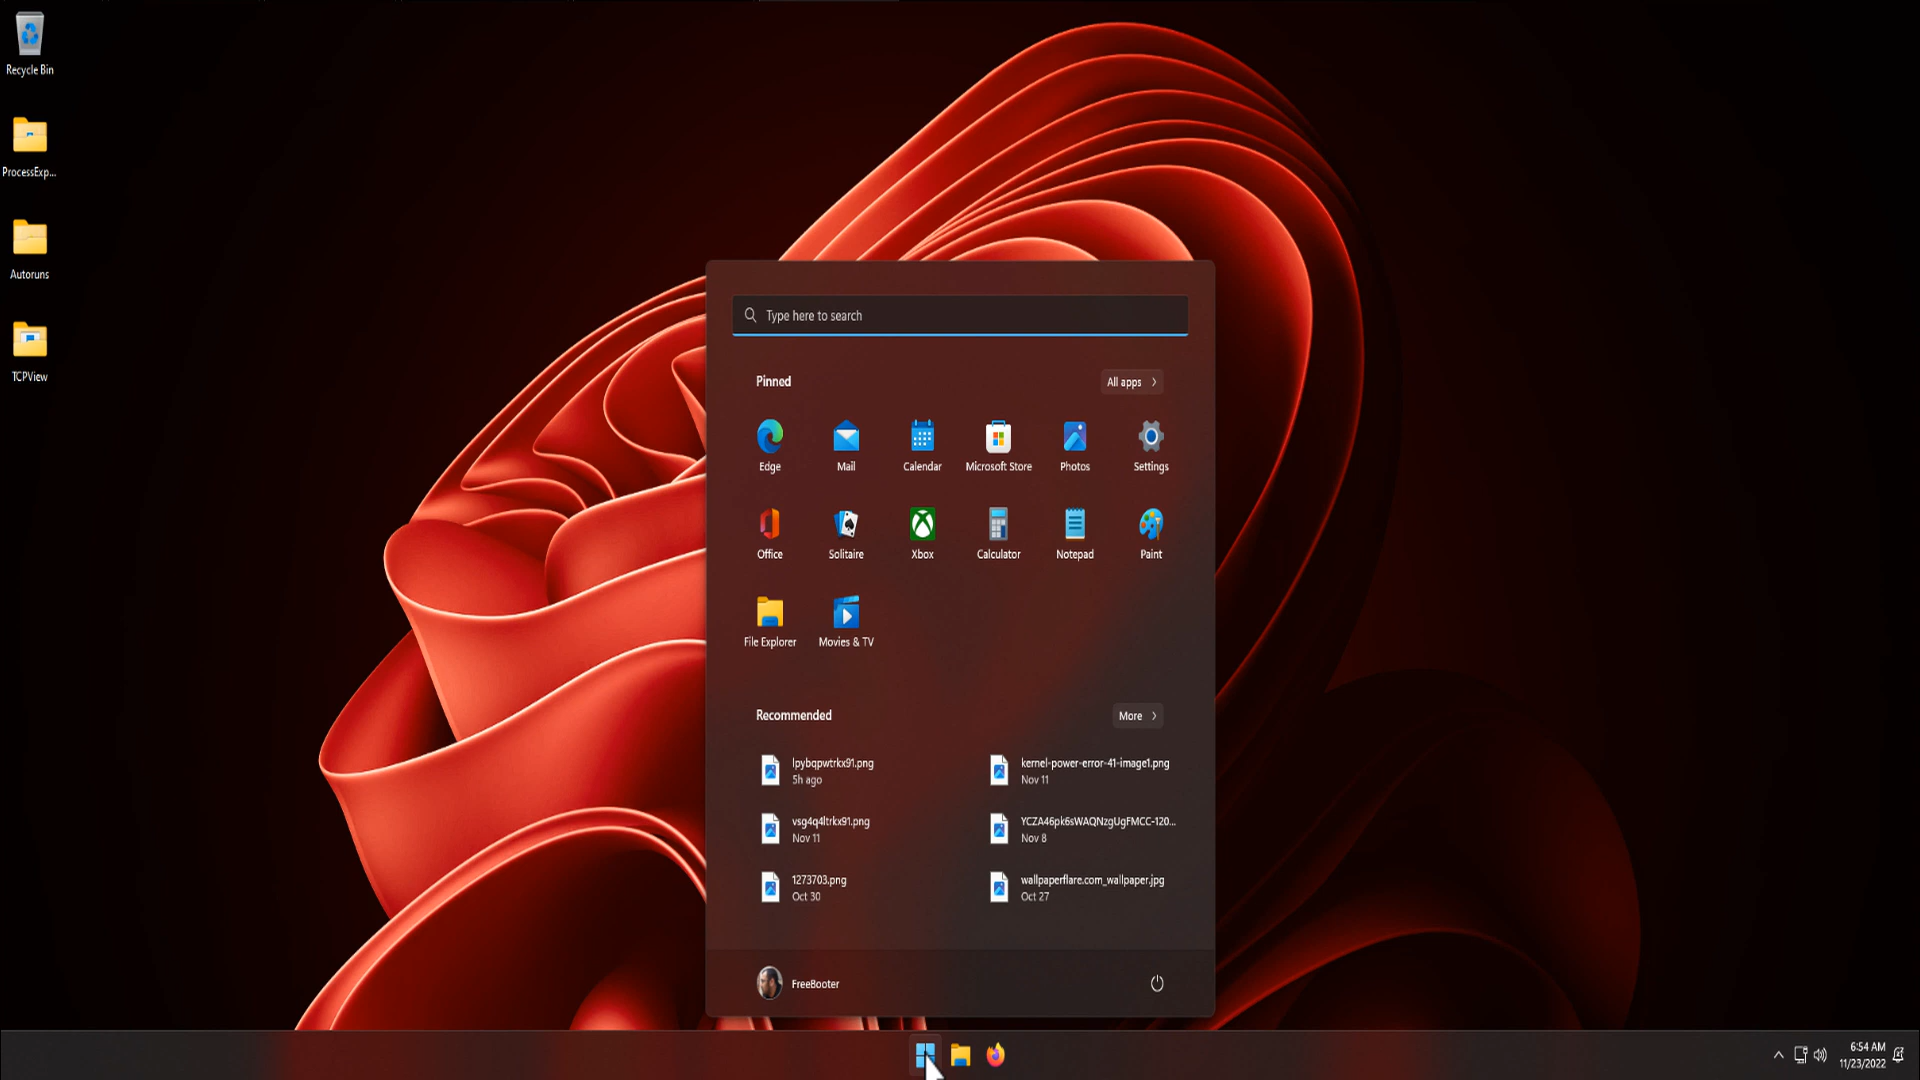 Recycle Bin
ProcessExp...
Autoruns
TCPView
Type here to search
Pinned
All apps
Edge
Mail
Calendar
Microsoft Store
Photos
Settings
Office
Solitaire
Xbox
Calculator
Notepad
Paint
File Explorer
Movies & TV
Recommended
More
lpybqpwtrkx91.png
5h ago
kernel-power-error-41-image1.png
Nov 11
vsg4q4ltrkx91.png
Nov 11
YCZA46pk6sWAQNzgUgFMCC-120...
Nov 8
1273703.png
Oct 30
wallpaperflare.com_wallpaper.jpg
Oct 27
FreeBooter
6:54 AM
11/23/2022